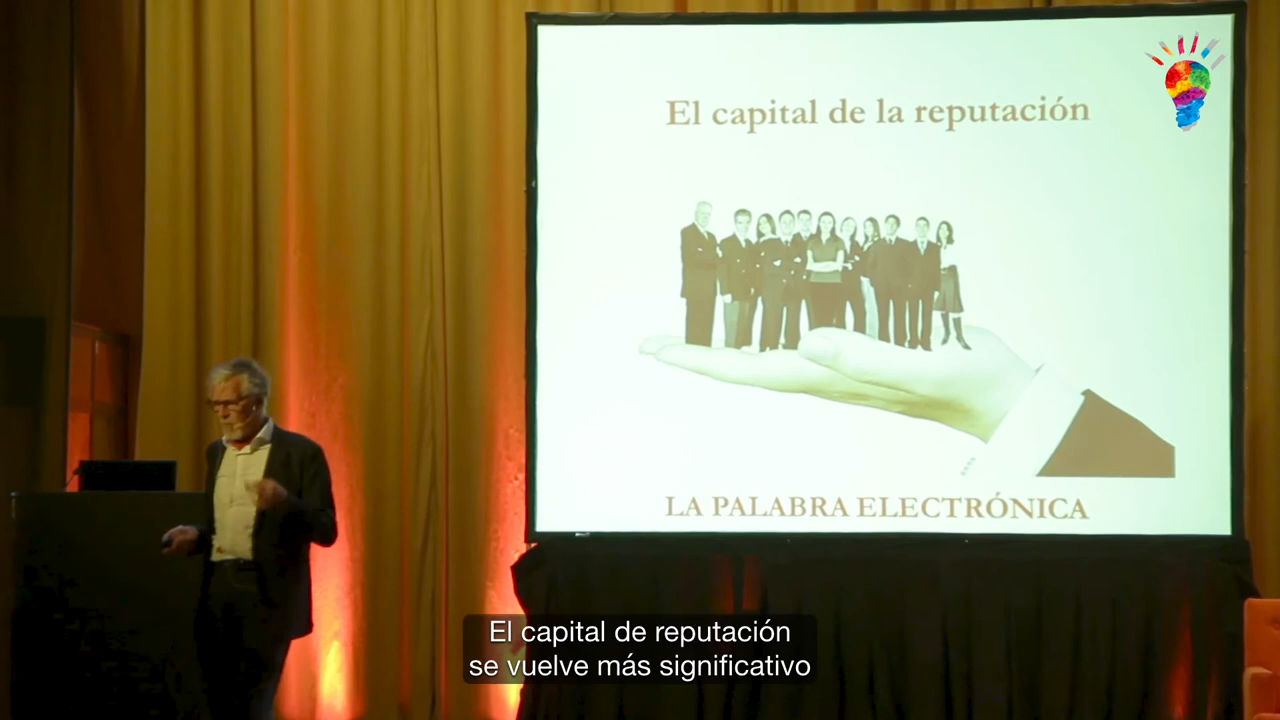 El capital de la reputación
LA PALABRA ELECTRÓNICA
El capital de reputación
se vuelve más significativo